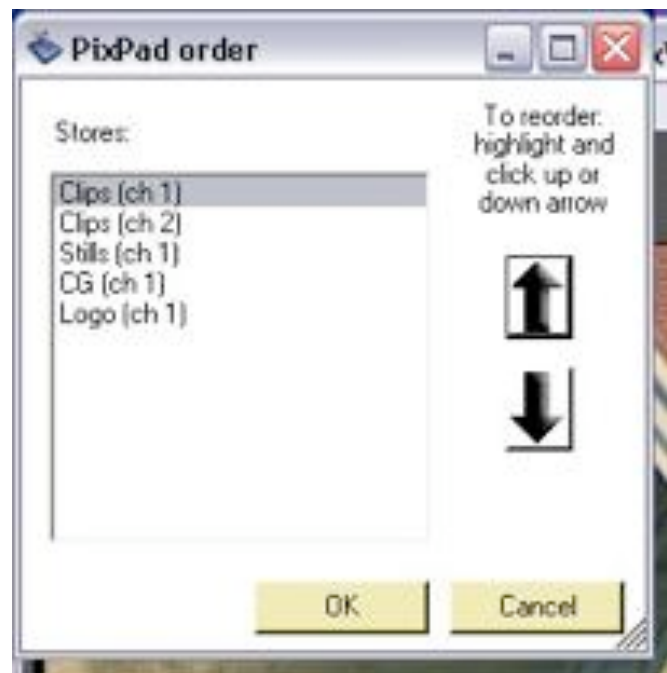 PixPad order
Stores:
To reorder:
highlight and
click up or
down arrow
Clips (ch 1)
Clips (ch 2)
Stills (ch 1)
CG (ch 1)
Logo (ch 1)
OK
Cancel